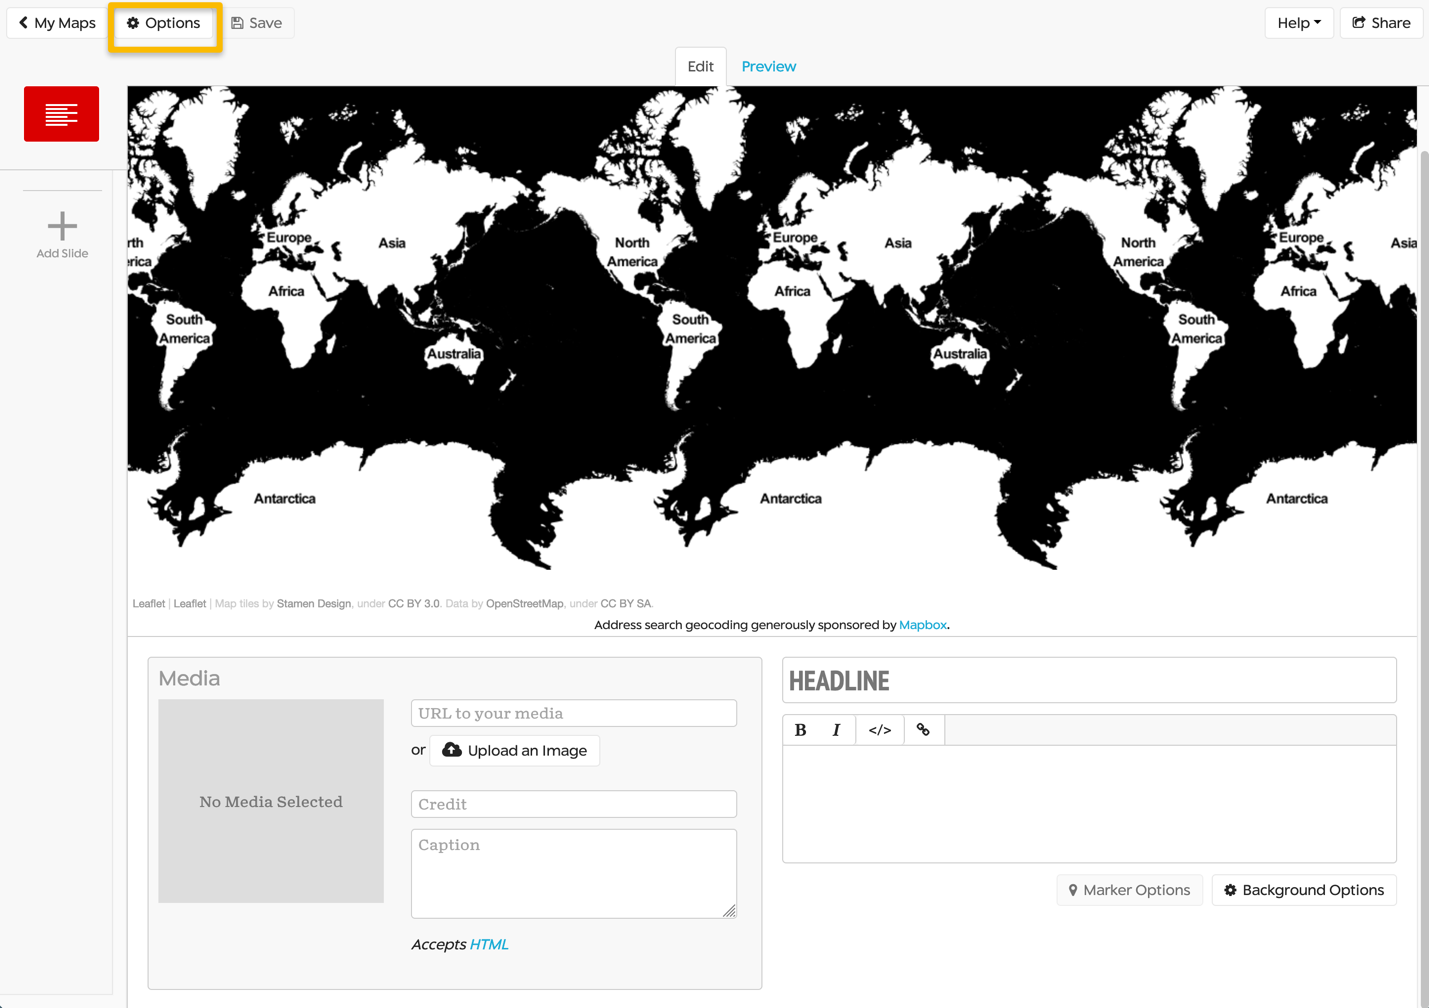 My Maps Options Save Help Share
Edit Preview
Add Slide
Europe Asia North America Europe Asia North America Europe Asia
rth
erica
Africa Africa Africa
South America South America South America
Australia Australia
Antarctica Antarctica Antarctica
Leaflet | Leaflet | Map tiles by Stamen Design, under CC BY 3.0. Data by OpenStreetMap, under CC BY SA.
Address search geocoding generously sponsored by Mapbox.
Media
URL to your media
or Upload an Image
No Media Selected
Credit
Caption
Accepts HTML
HEADLINE
B I </>
Marker Options Background Options